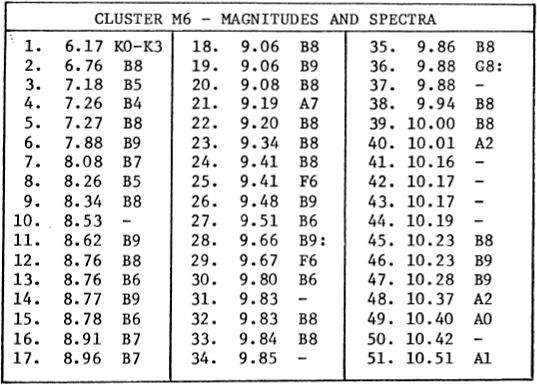 CLUSTER M6 - MAGNITUDES AND SPECTRA
1. 6.17 K0-K3
2. 6.76 B8
3. 7.18 B5
4. 7.26 B4
5. 7.27 B8
6. 7.88 B9
7. 8.08 B7
8. 8.26 B5
9. 8.34 B8
10. 8.53 -
11. 8.62 B9
12. 8.76 B8
13. 8.76 B6
14. 8.77 B9
15. 8.78 B6
16. 8.91 B7
17. 8.96 B7
18. 9.06 B8
19. 9.06 B9
20. 9.08 B8
21. 9.19 A7
22. 9.20 B8
23. 9.34 B8
24. 9.41 B8
25. 9.41 F6
26. 9.48 B9
27. 9.51 B6
28. 9.66 B9:
29. 9.67 F6
30. 9.80 B6
31. 9.83 -
32. 9.83 B8
33. 9.84 B8
34. 9.85 -
35. 9.86 B8
36. 9.88 G8:
37. 9.88 -
38. 9.94 B8
39. 10.00 B8
40. 10.01 A2
41. 10.16 -
42. 10.17 -
43. 10.17 -
44. 10.19 -
45. 10.23 B8
46. 10.23 B9
47. 10.28 B9
48. 10.37 A2
49. 10.40 A0
50. 10.42 -
51. 10.51 A1